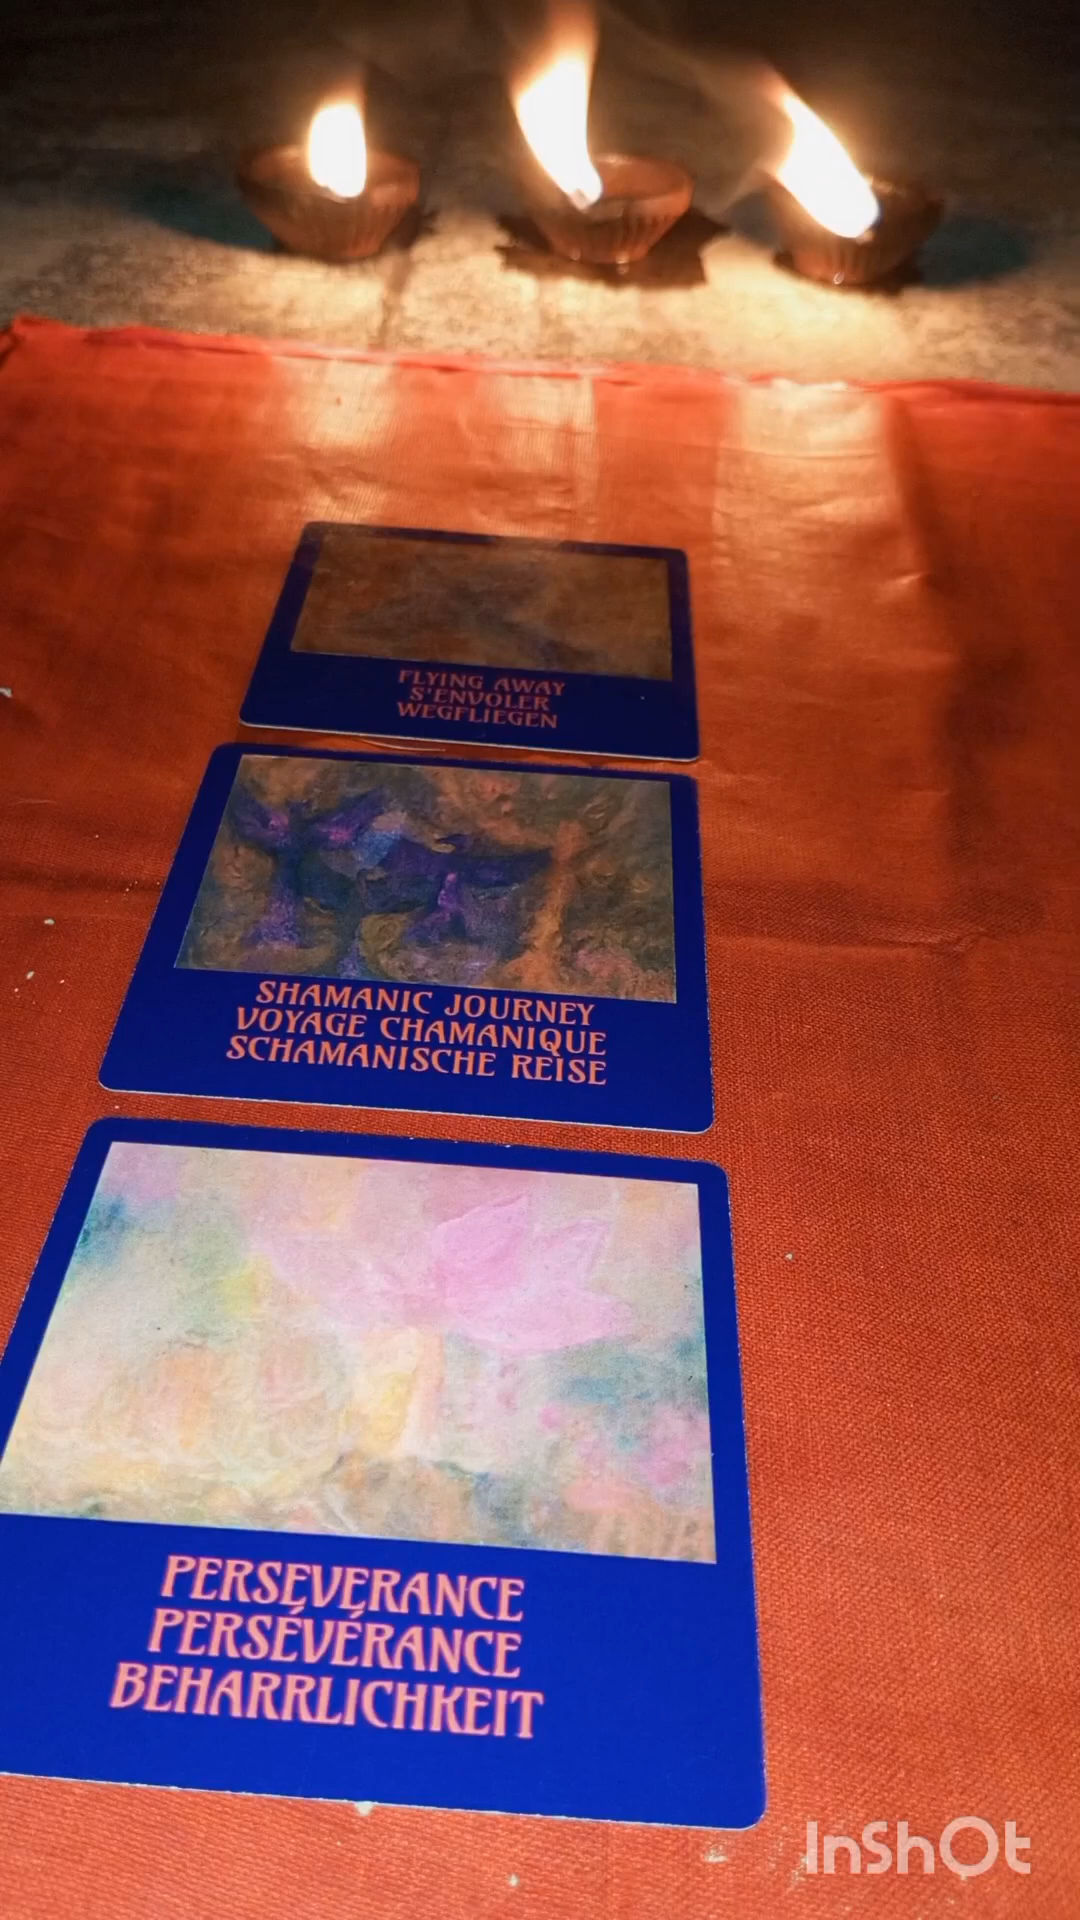 FLYING AWAY
S'ENVOLER
WEGFLIEGEN
SHAMANIC JOURNEY
VOYAGE CHAMANIQUE
SCHAMANISCHE REISE
PERSEVERANCE
PERSÉVÉRANCE
BEHARRLICHKEIT
InShOt